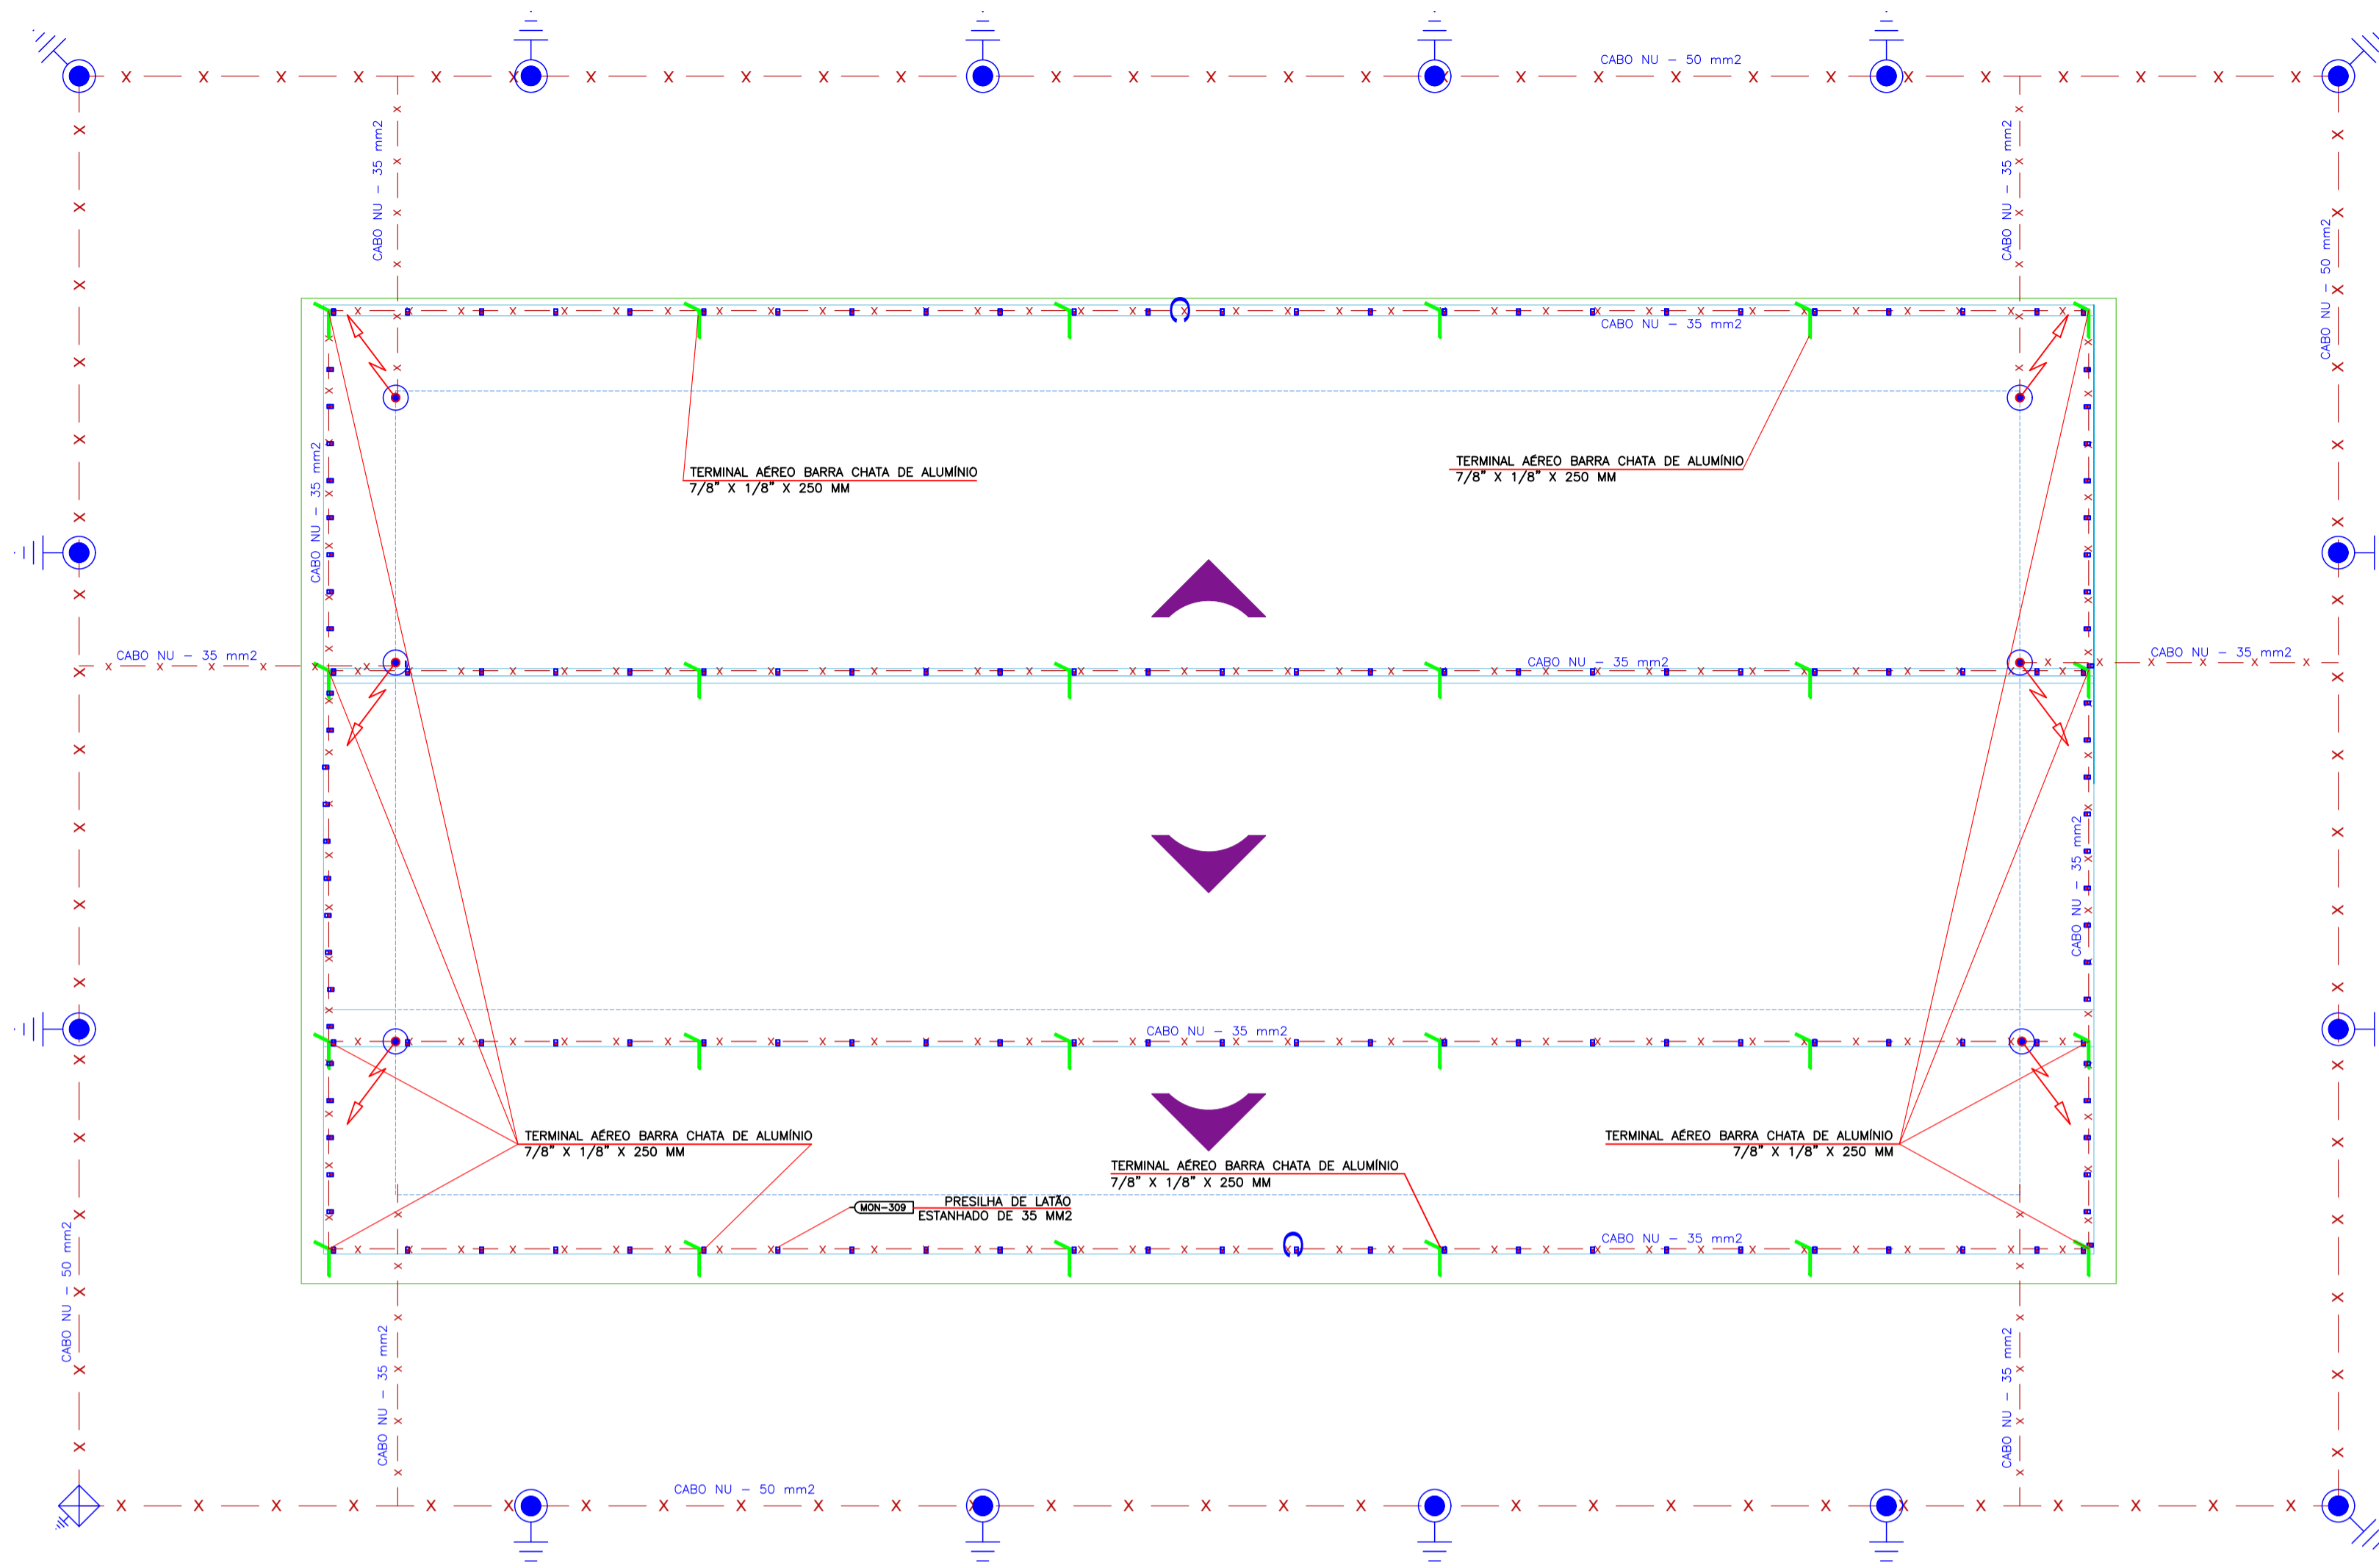 CABO NU - 50 mm2
CABO NU - 35 mm2
CABO NU - 35 mm2
CABO NU - 50 mm2
CABO NU - 35 mm2
CABO NU - 35 mm2
TERMINAL AÉREO BARRA CHATA DE ALUMÍNIO
7/8" X 1/8" X 250 MM
TERMINAL AÉREO BARRA CHATA DE ALUMÍNIO
7/8" X 1/8" X 250 MM
CABO NU - 35 mm2
CABO NU - 35 mm2
CABO NU - 35 mm2
CABO NU - 35 mm2
CABO NU - 35 mm2
TERMINAL AÉREO BARRA CHATA DE ALUMÍNIO
7/8" X 1/8" X 250 MM
TERMINAL AÉREO BARRA CHATA DE ALUMÍNIO
7/8" X 1/8" X 250 MM
TERMINAL AÉREO BARRA CHATA DE ALUMÍNIO
7/8" X 1/8" X 250 MM
MON-309
PRESILHA DE LATÃO
ESTANHADO DE 35 MM2
CABO NU - 35 mm2
CABO NU - 50 mm2
CABO NU - 35 mm2
CABO NU - 35 mm2
CABO NU - 50 mm2